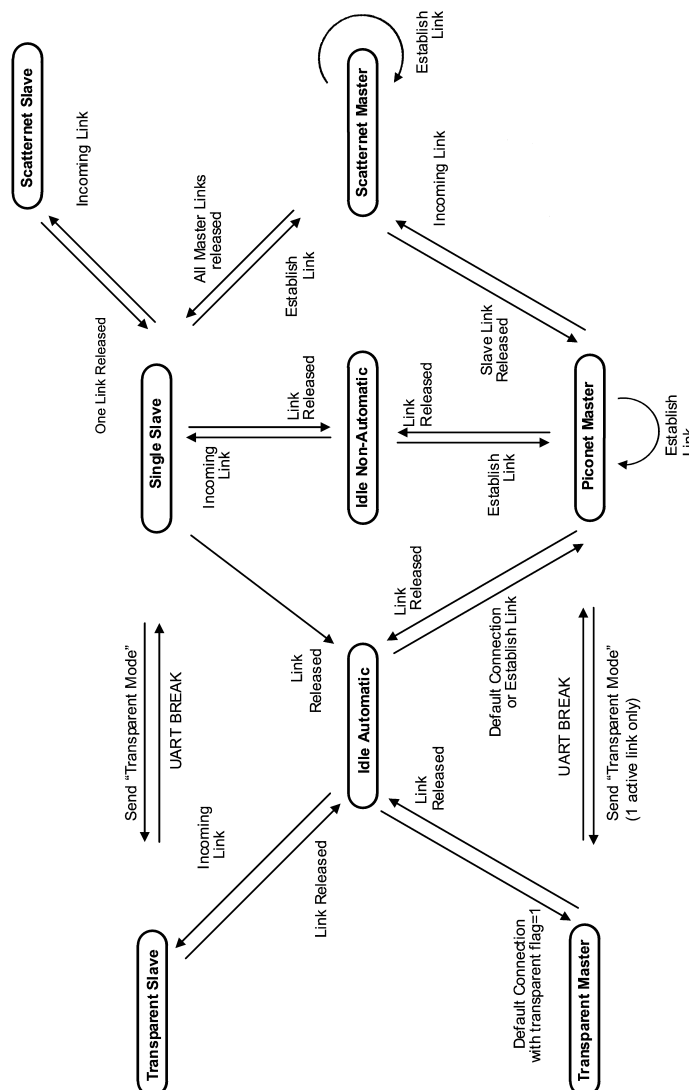 Scatternet Slave
Incoming Link
One Link Released
Send "Transparent Mode"
Transparent Slave
Single Slave
UART BREAK
All Master Links
released
Incoming
Link
Incoming
Link
Link
Released
Link
Released
Establish
Link
Link Released
Idle Automatic
Idle Non-Automatic
Scatternet Master
Link
Released
Link
Released
Link
Released
Establish
Link
Incoming Link
Slave Link
Released
Default Connection
or Establish Link
Establish
Link
Default Connection
with transparent flag=1
UART BREAK
Transparent Master
Piconet Master
Send "Transparent Mode"
(1 active link only)
Establish
Link